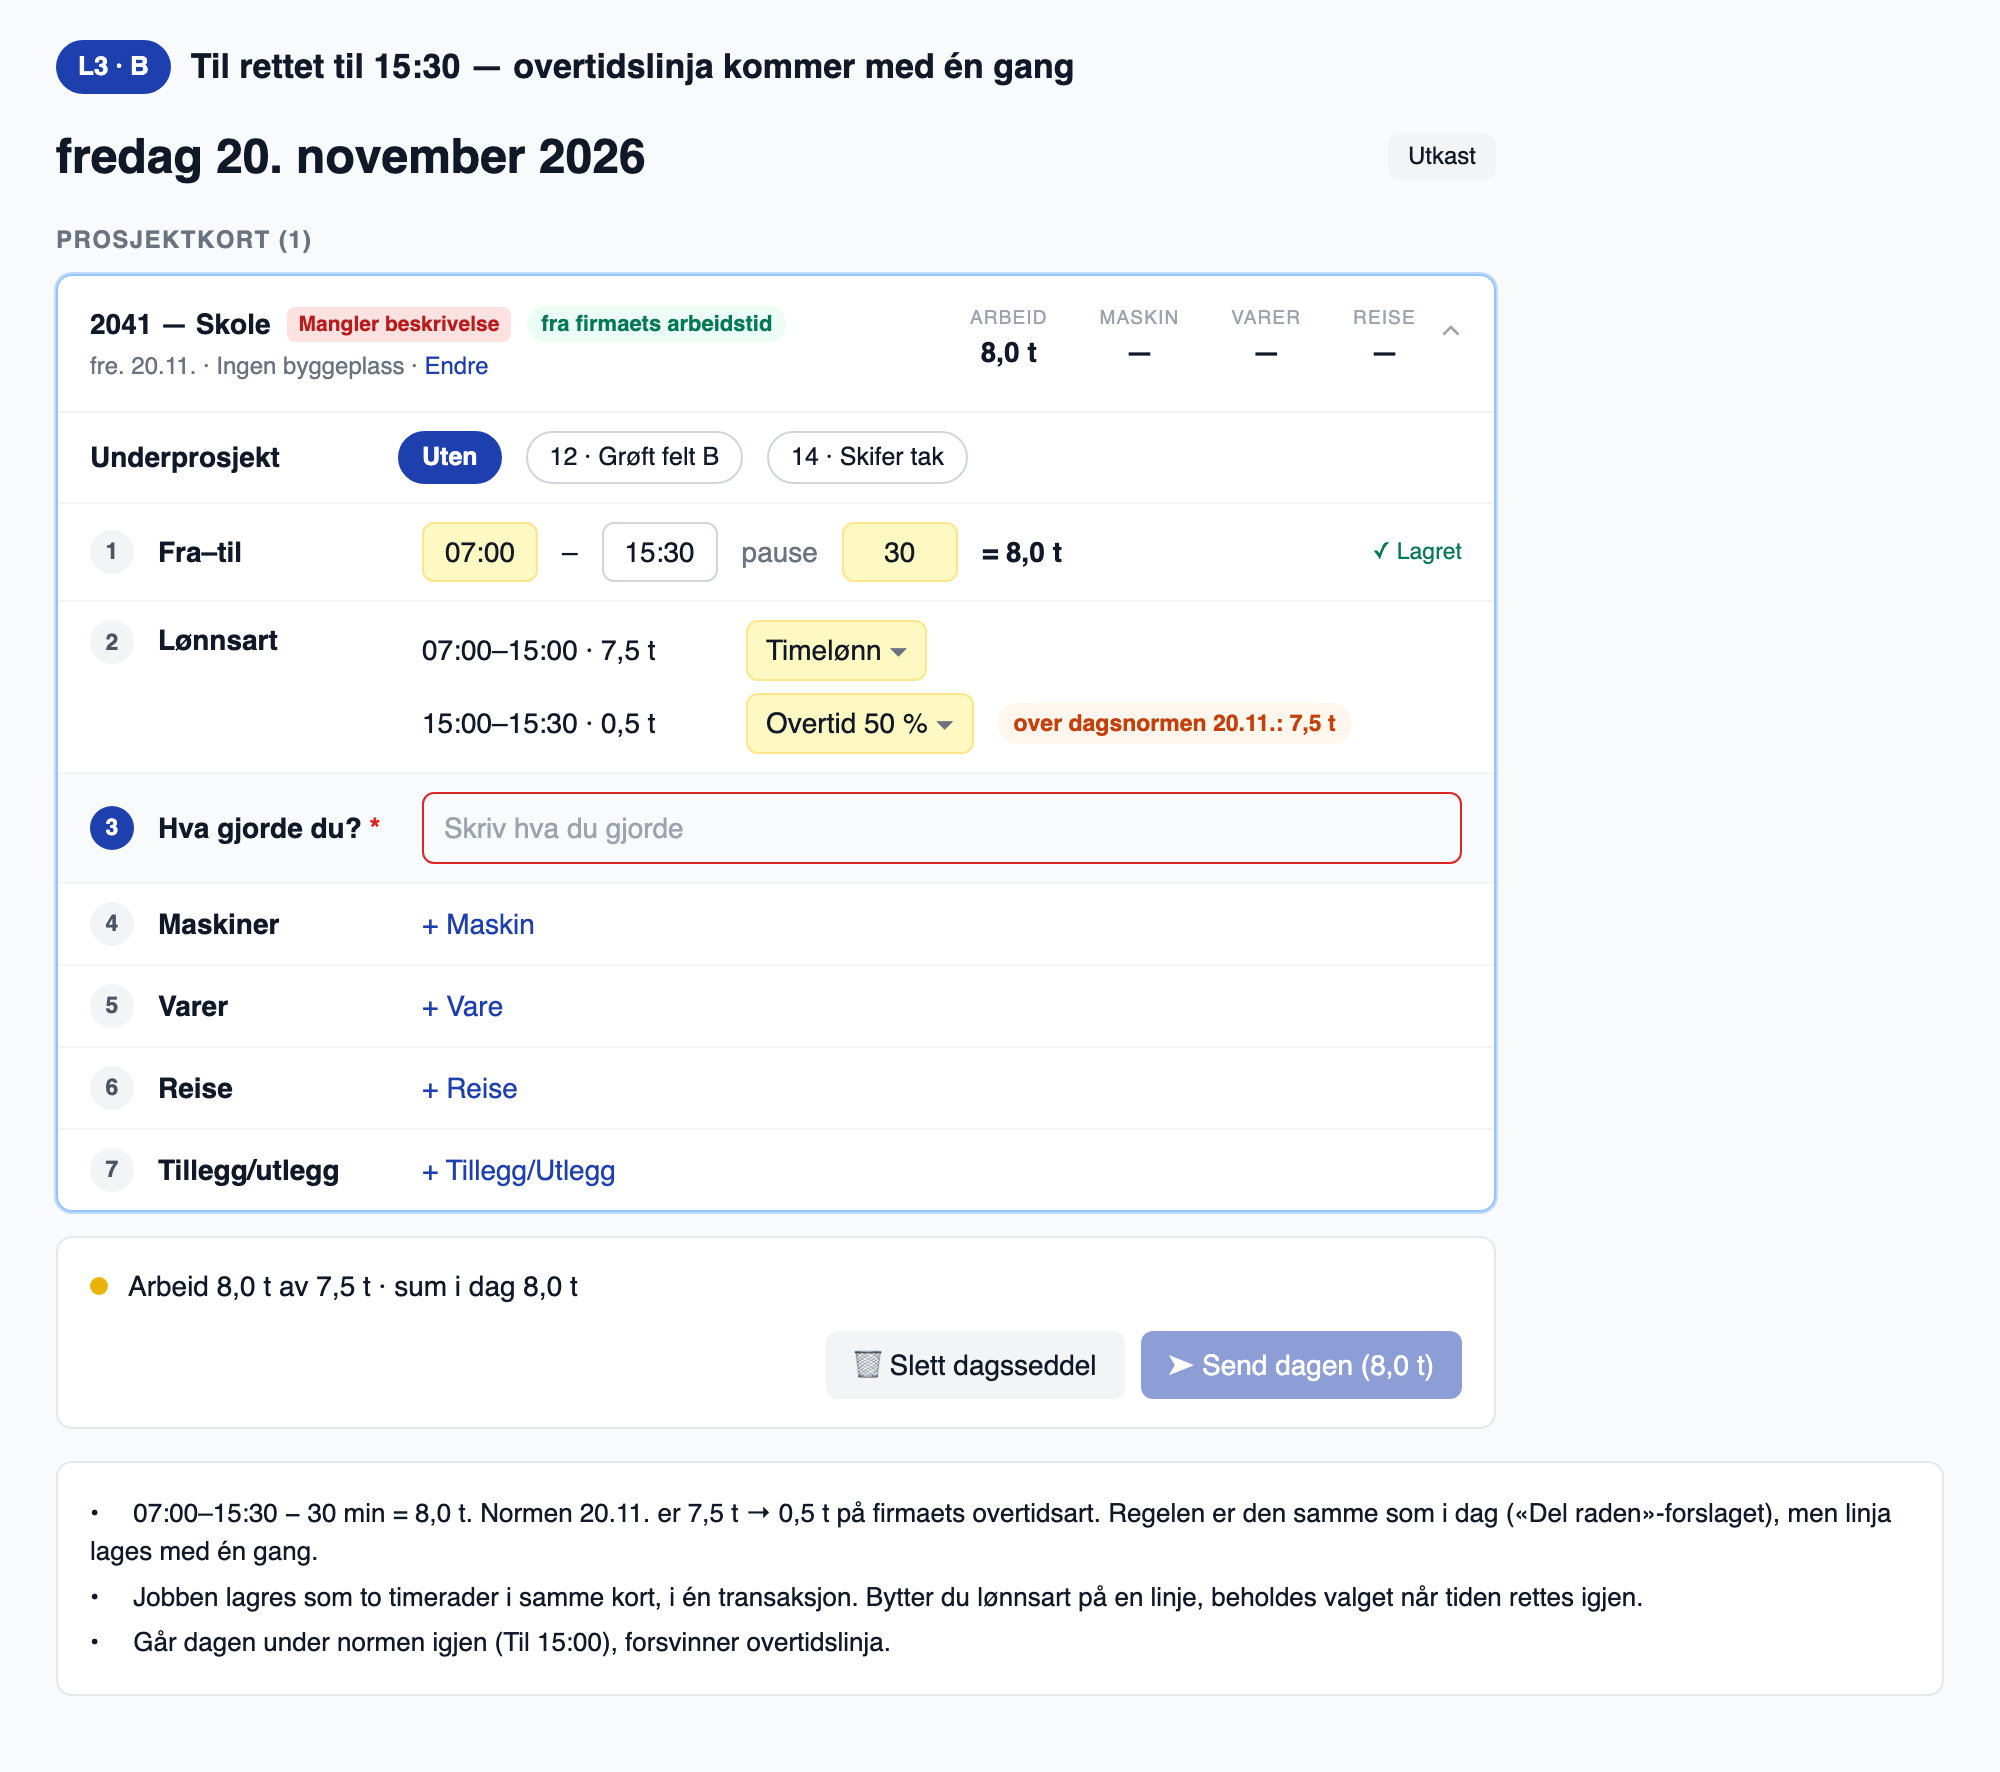 L3 · B Til rettet til 15:30 — overtidslinja kommer med én gang
fredag 20. november 2026 Utkast
PROSJEKTKORT (1)
2041 — Skole Mangler beskrivelse fra firmaets arbeidstid ARBEID MASKIN VARER REISE
8,0 t — — —
fre. 20.11. · Ingen byggeplass · Endre
Underprosjekt Uten 12 · Grøft felt B 14 · Skifer tak
1 Fra–til 07:00 – 15:30 pause 30 = 8,0 t ✓ Lagret
2 Lønnsart 07:00–15:00 · 7,5 t Timelønn
15:00–15:30 · 0,5 t Overtid 50 % over dagsnormen 20.11.: 7,5 t
3 Hva gjorde du? * Skriv hva du gjorde
4 Maskiner + Maskin
5 Varer + Vare
6 Reise + Reise
7 Tillegg/utlegg + Tillegg/Utlegg
Arbeid 8,0 t av 7,5 t · sum i dag 8,0 t
🗑 Slett dagsseddel ➤ Send dagen (8,0 t)
• 07:00–15:30 − 30 min = 8,0 t. Normen 20.11. er 7,5 t → 0,5 t på firmaets overtidsart. Regelen er den samme som i dag («Del raden»-forslaget), men linja
lages med én gang.
• Jobben lagres som to timerader i samme kort, i én transaksjon. Bytter du lønnsart på en linje, beholdes valget når tiden rettes igjen.
• Går dagen under normen igjen (Til 15:00), forsvinner overtidslinja.